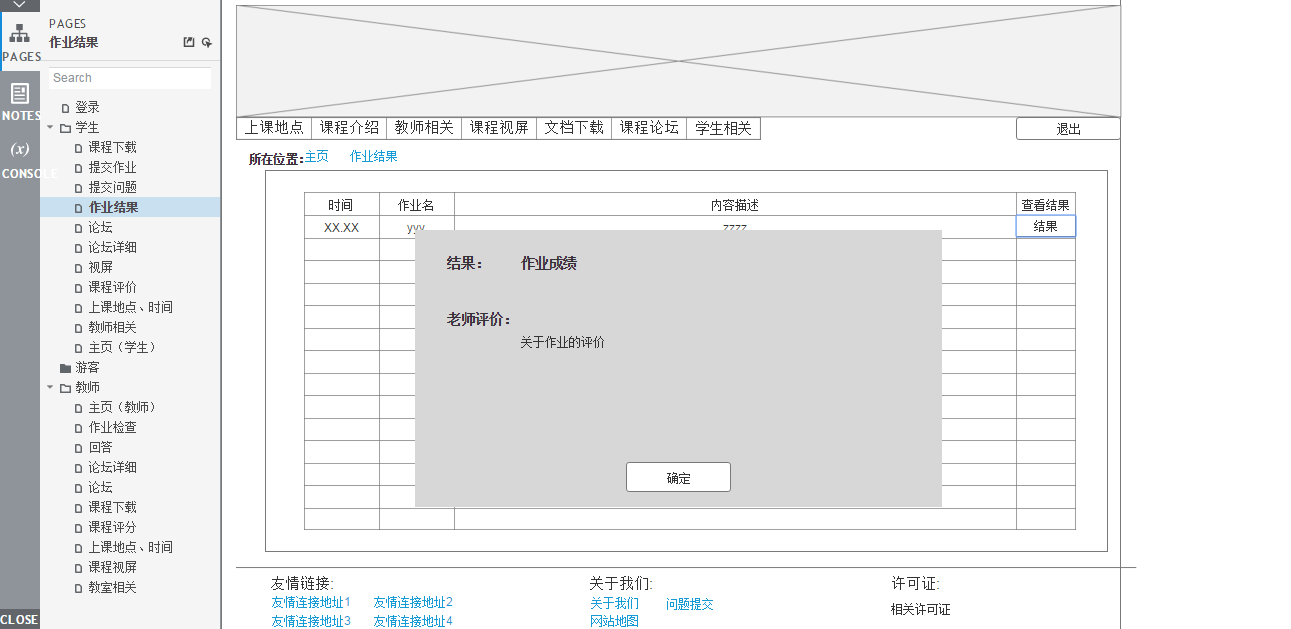 PAGES
作业结果
PAGES
Search
NOTES
(x)
CONSOLE
登录
学生
课程下载
提交作业
提交问题
作业结果
论坛
论坛详细
视屏
课程评价
上课地点、时间
教师相关
主页（学生）
游客
教师
主页（教师）
作业检查
回答
论坛详细
论坛
课程下载
课程评分
上课地点、时间
课程视屏
教室相关
CLOSE
上课地点 课程介绍 教师相关 课程视屏 文档下载 课程论坛 学生相关 退出
所在位置: 主页 作业结果
时间 作业名 内容描述 查看结果
XX.XX yyy zzzz 结果
结果： 作业成绩
老师评价：
关于作业的评价
确定
友情链接: 关于我们: 许可证:
友情连接地址1 友情连接地址2 关于我们 问题提交 相关许可证
友情连接地址3 友情连接地址4 网站地图